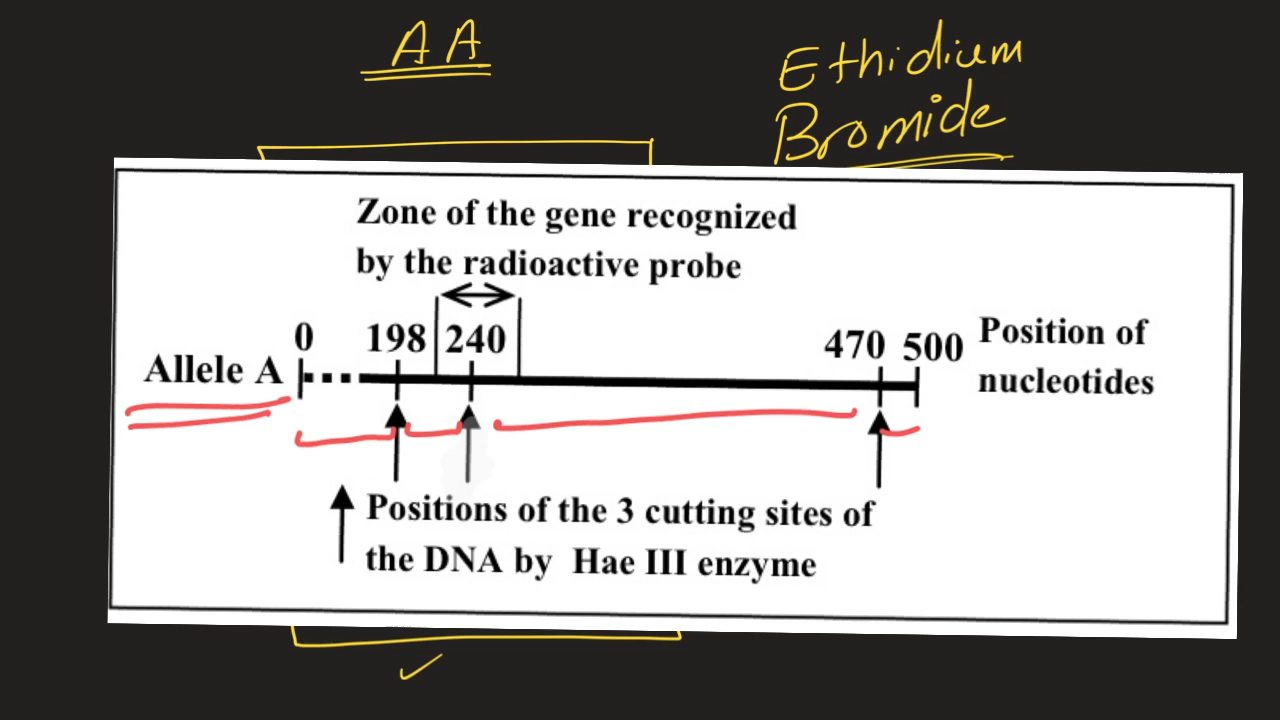 A A
Ethidium
Bromide
Zone of the gene recognized
by the radioactive probe
0 198 240 470 500 Position of
Allele A nucleotides
Positions of the 3 cutting sites of
the DNA by Hae III enzyme